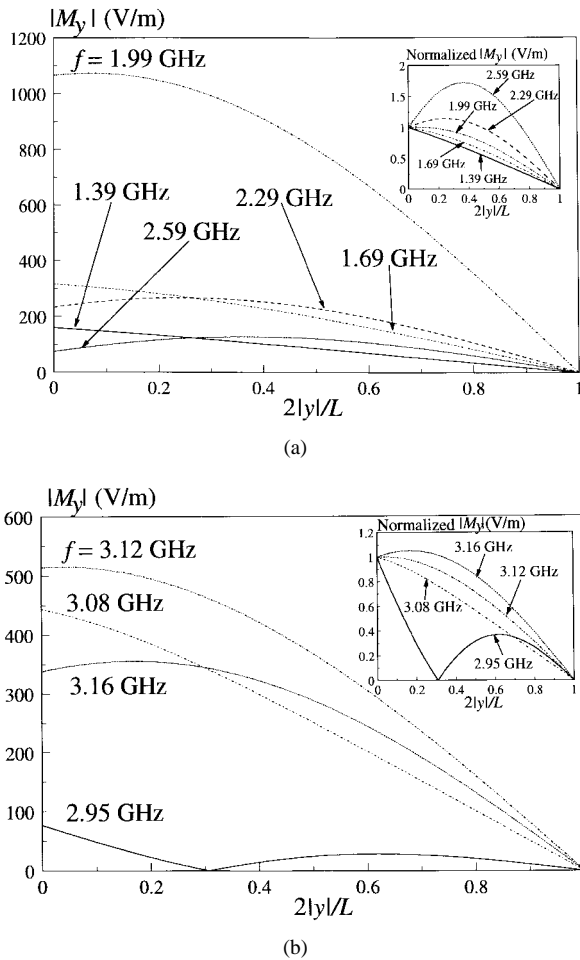 |My| (V/m)
1200
1000
800
600
400
200
0
f = 1.99 GHz
1.39 GHz
2.59 GHz
2.29 GHz
1.69 GHz
0 0.2 0.4 0.6 0.8 1
2|y|/L
Normalized |My| (V/m)
2
1.5
1
0.5
0
2.59 GHz
1.99 GHz
2.29 GHz
1.69 GHz
1.39 GHz
0 0.2 0.4 0.6 0.8 1
2|y|/L
(a)
|My| (V/m)
600
500
400
300
200
100
0
f = 3.12 GHz
3.08 GHz
3.16 GHz
2.95 GHz
0 0.2 0.4 0.6 0.8
2|y|/L
Normalized |My|(V/m)
1.2
1
0.8
0.6
0.4
0.2
0
3.16 GHz
3.12 GHz
3.08 GHz
2.95 GHz
0 0.2 0.4 0.6 0.8 1
2|y|/L
(b)